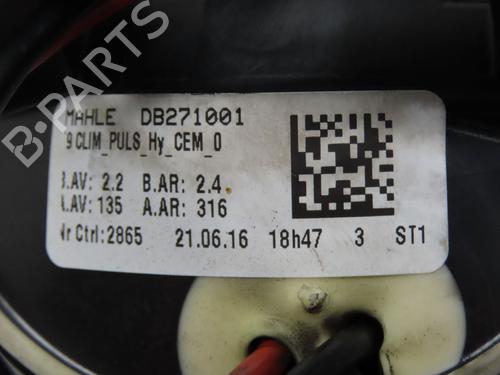 MAHLE DB271001
9 CLIM_PULS_Hy_CEM_0
B.AV: 2.2 B.AR: 2.4
A.AV: 135 A.AR: 316
Nr Ctrl:2865 21.06.16 18h47 3 ST1
B-PARTS